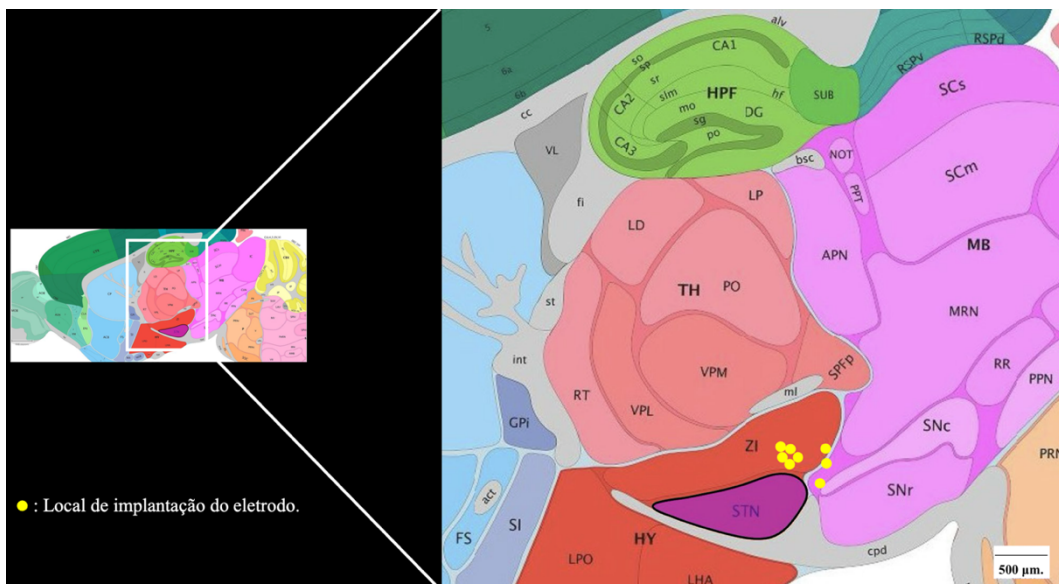 alv
CA1
RSPd
RSPv
so
sp
sr
slm
CA2
HPF
hf
SUB
SCs
mo
DG
sg
po
CA3
6a
6b
cc
VL
fi
bsc
NOT
PPT
SCm
LD
LP
APN
MB
TH
PO
MRN
st
int
RT
VPM
VPL
SPFp
ml
RR
PPN
SNc
GPi
ZI
PRN
SNr
act
STN
SI
FS
HY
cpd
LPO
LHA
: Local de implantação do eletrodo.
500 µm.